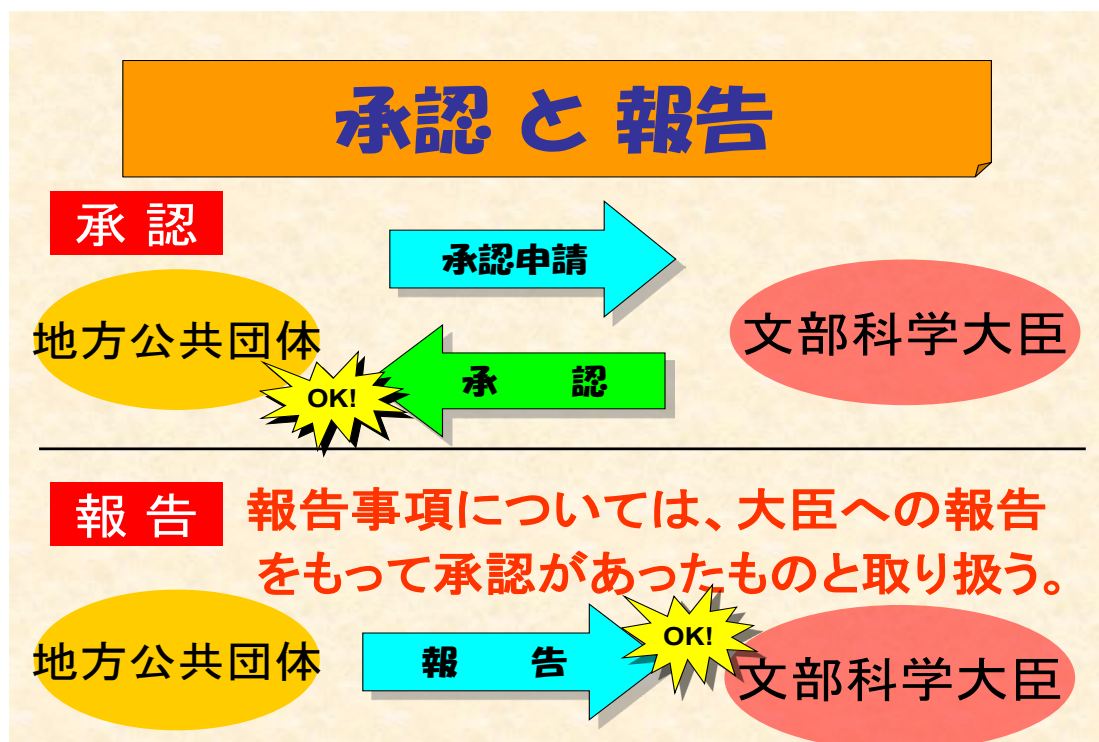 承認 と 報告
承 認
承認申請
地方公共団体
文部科学大臣
承 認
OK!
報 告
報告事項については、大臣への報告
をもって承認があったものと取り扱う。
OK!
地方公共団体
報 告
文部科学大臣